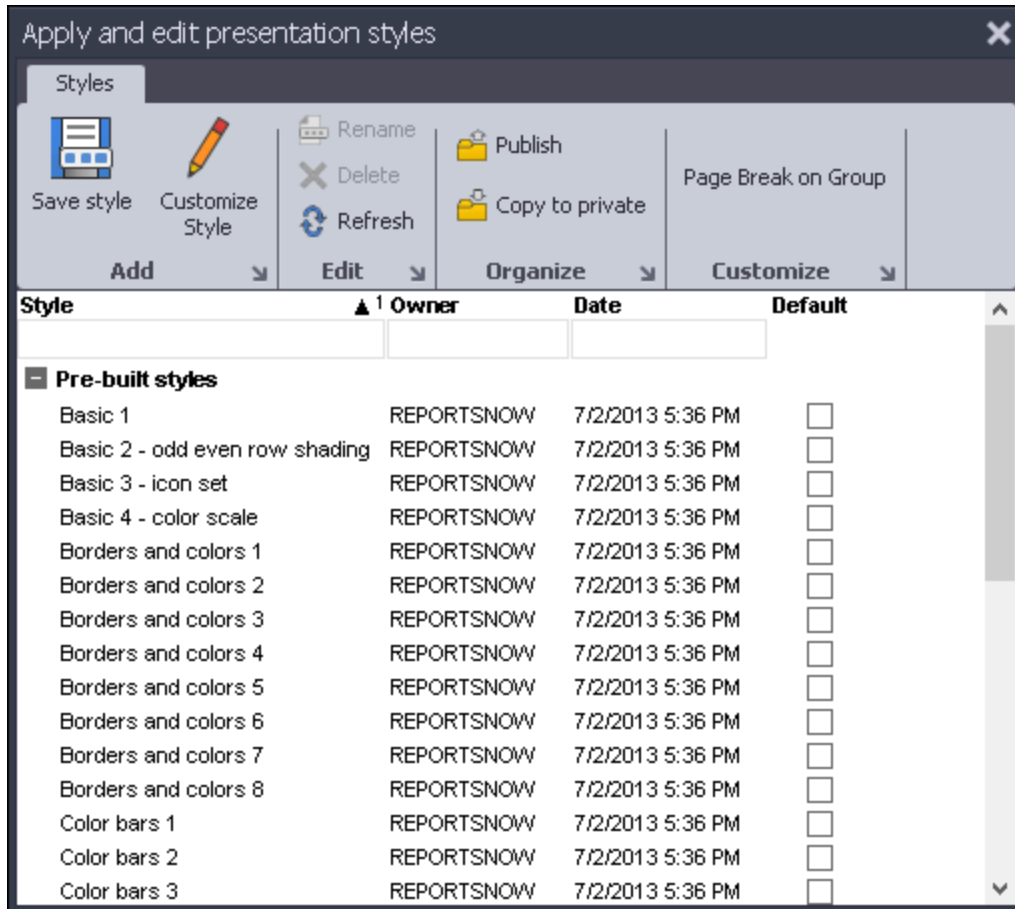 Apply and edit presentation styles
Styles
Save style
Customize Style
Rename
Delete
Refresh
Publish
Copy to private
Page Break on Group
Add Edit Organize Customize
Style 1 Owner Date Default
Pre-built styles
Basic 1 REPORTSNOW 7/2/2013 5:36 PM
Basic 2 - odd even row shading REPORTSNOW 7/2/2013 5:36 PM
Basic 3 - icon set REPORTSNOW 7/2/2013 5:36 PM
Basic 4 - color scale REPORTSNOW 7/2/2013 5:36 PM
Borders and colors 1 REPORTSNOW 7/2/2013 5:36 PM
Borders and colors 2 REPORTSNOW 7/2/2013 5:36 PM
Borders and colors 3 REPORTSNOW 7/2/2013 5:36 PM
Borders and colors 4 REPORTSNOW 7/2/2013 5:36 PM
Borders and colors 5 REPORTSNOW 7/2/2013 5:36 PM
Borders and colors 6 REPORTSNOW 7/2/2013 5:36 PM
Borders and colors 7 REPORTSNOW 7/2/2013 5:36 PM
Borders and colors 8 REPORTSNOW 7/2/2013 5:36 PM
Color bars 1 REPORTSNOW 7/2/2013 5:36 PM
Color bars 2 REPORTSNOW 7/2/2013 5:36 PM
Color bars 3 REPORTSNOW 7/2/2013 5:36 PM